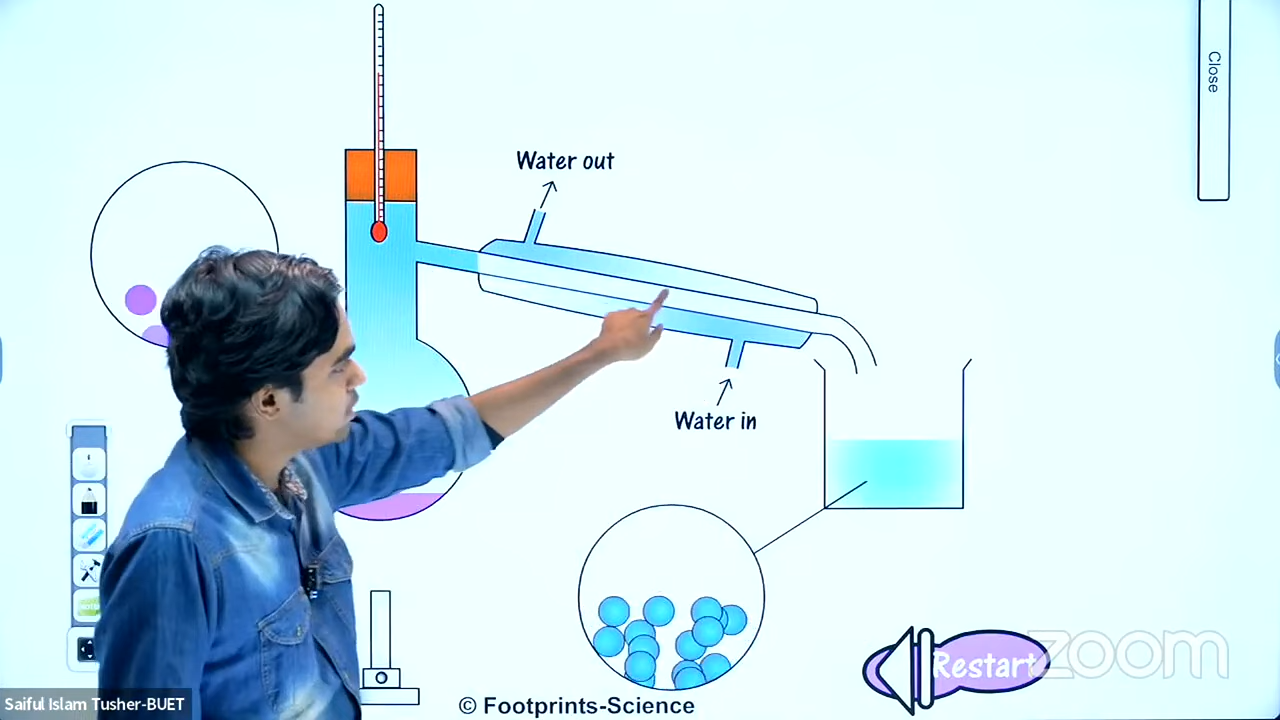 Close
Water out
Water in
Restart
zoom
© Footprints-Science
Saiful Islam Tusher-BUET